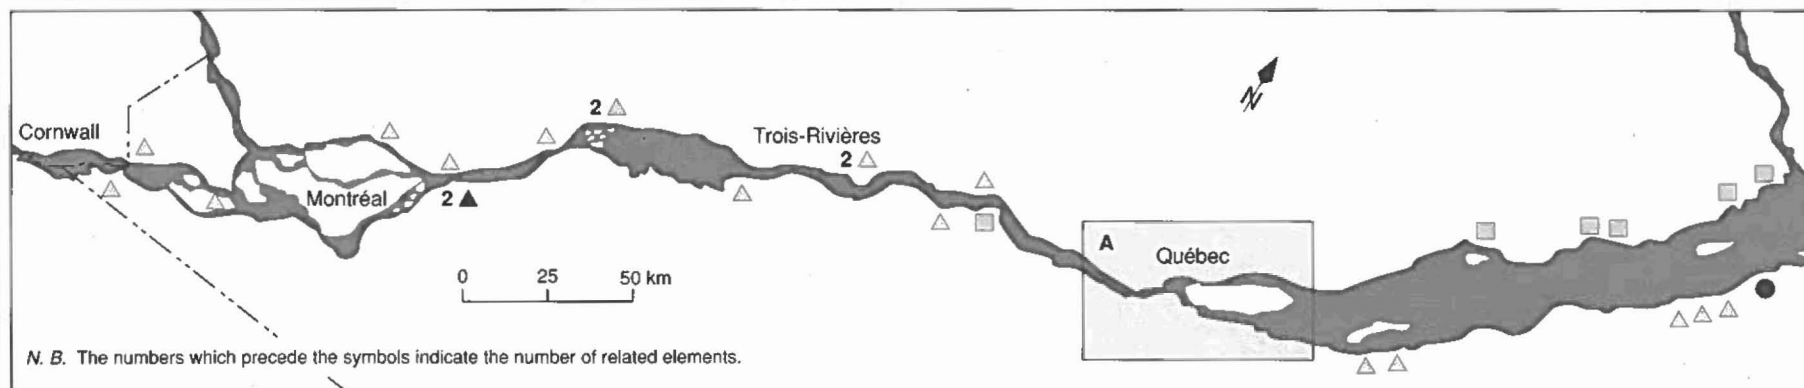 Cornwall
Montréal
2
2
Trois-Rivières
2
N
A
Québec
0 25 50 km
N. B. The numbers which precede the symbols indicate the number of related elements.